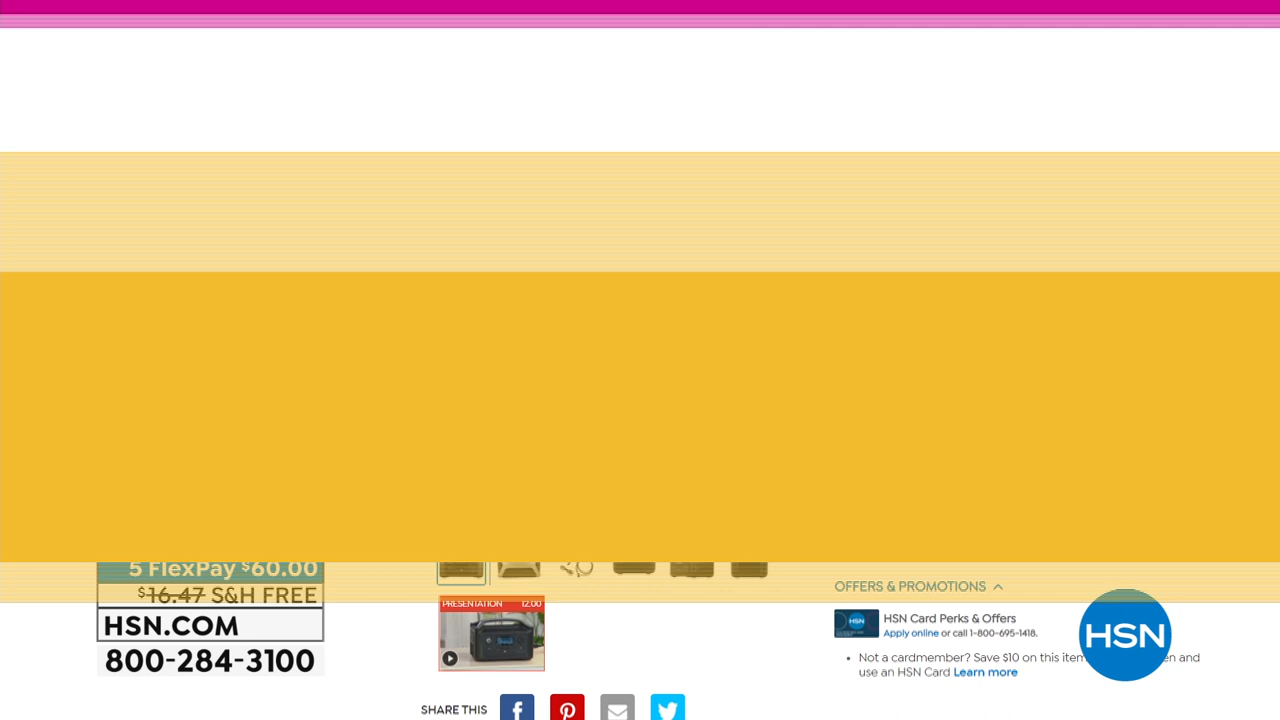 5 FlexPay $60.00
$16.47 S&H FREE
HSN.COM
800-284-3100
PRESENTATION 12:00
SHARE THIS
OFFERS & PROMOTIONS
HSN
HSN Card Perks & Offers
Apply online or call 1-800-695-1418.
Not a cardmember? Save $10 on this item and
use an HSN Card Learn more
HSN